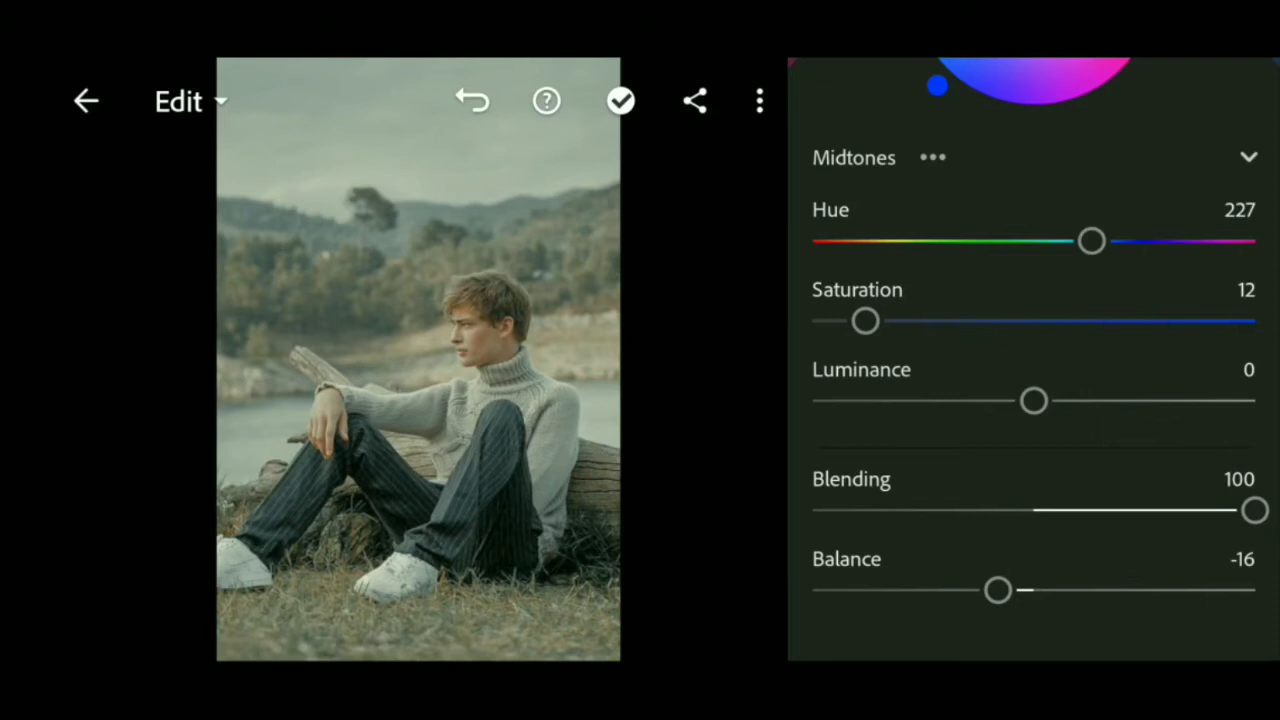 Edit
Midtones
Hue 227
Saturation 12
Luminance 0
Blending 100
Balance -16